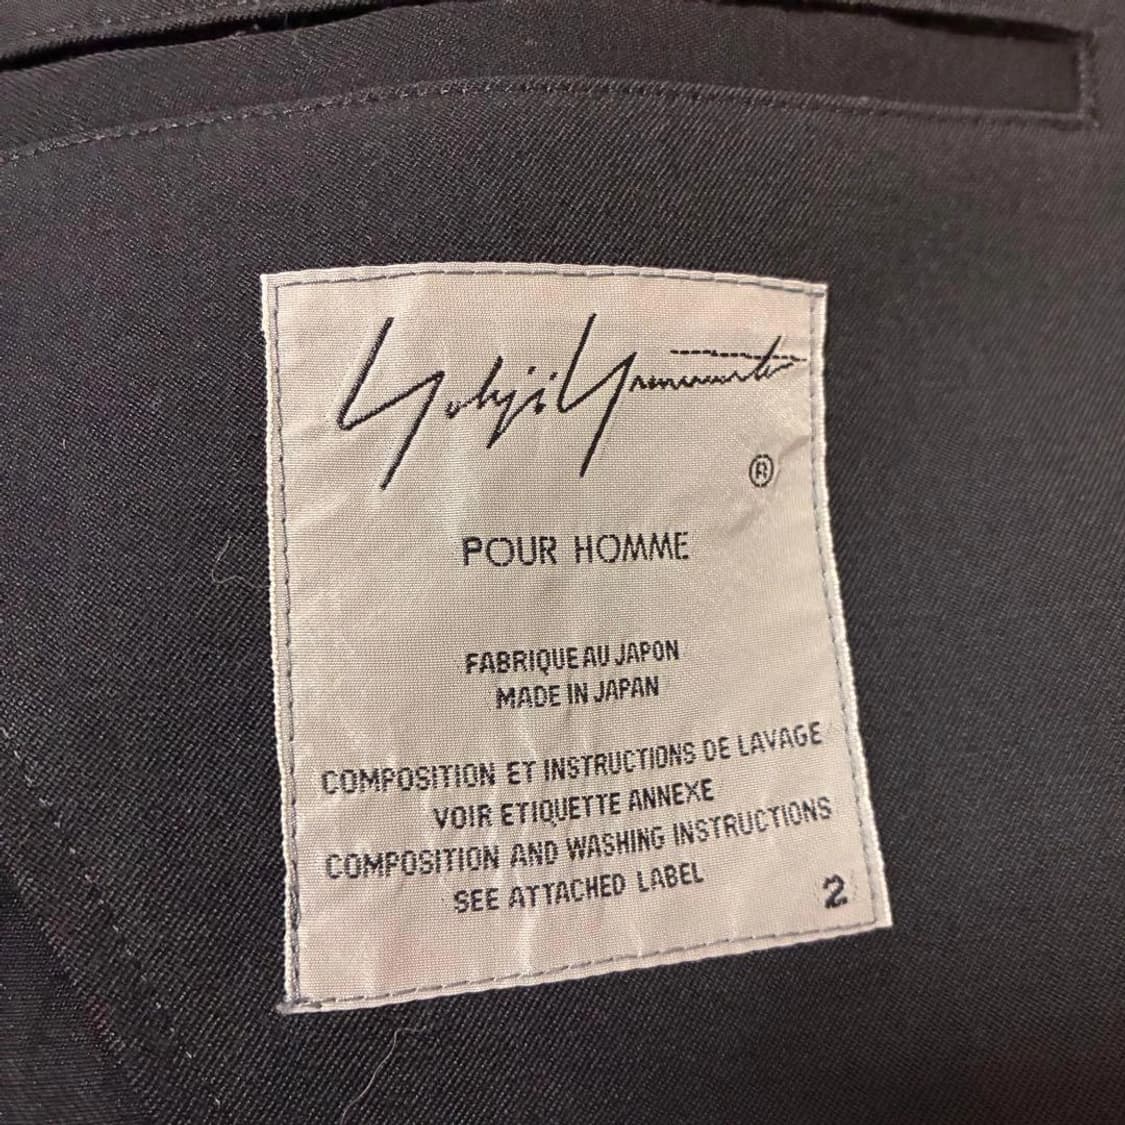 Yohji Yamamoto
®
POUR HOMME
FABRIQUE AU JAPON
MADE IN JAPAN
COMPOSITION ET INSTRUCTIONS DE LAVAGE
VOIR ETIQUETTE ANNEXE
COMPOSITION AND WASHING INSTRUCTIONS
SEE ATTACHED LABEL
2